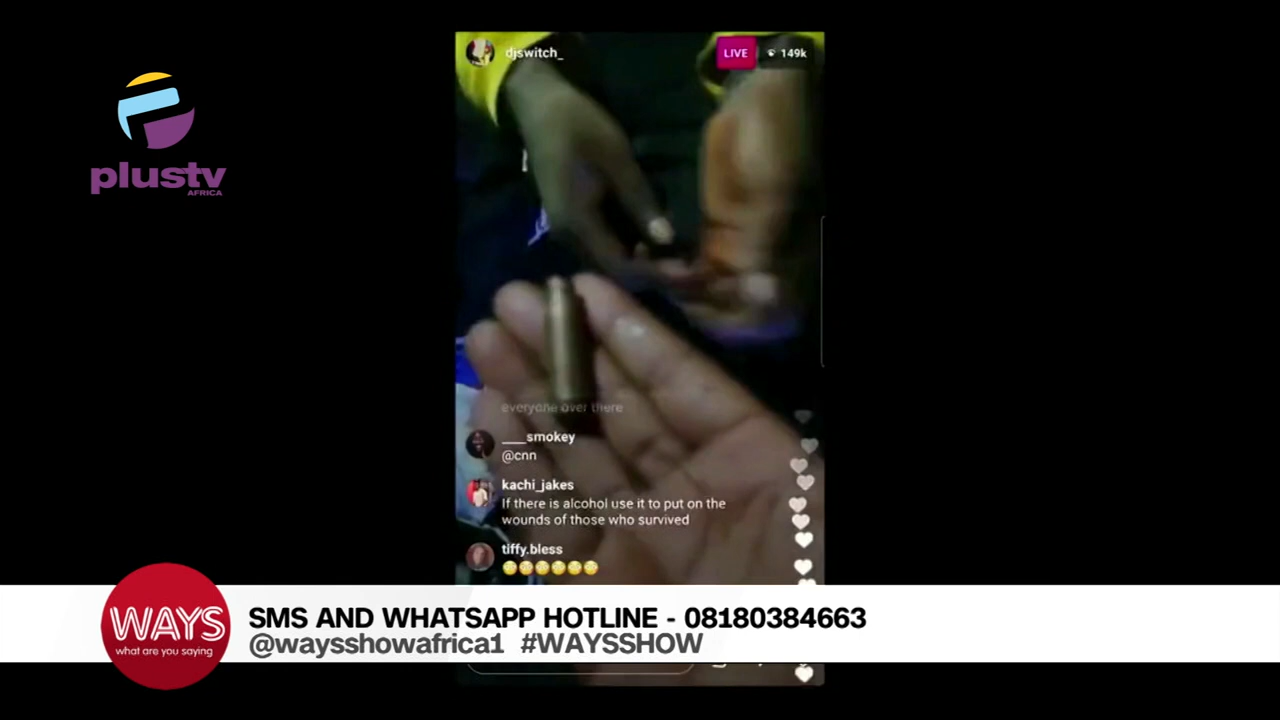 djswitch_
LIVE
149k
plustv
AFRICA
everyone over there
___smokey
@cnn
kachi_jakes
If there is alcohol use it to put on the
wounds of those who survived
tiffy.bless
😳😳😳😳😳😳
WAYS
what are you saying
SMS AND WHATSAPP HOTLINE - 08180384663
@waysshowafrica1 #WAYSSHOW